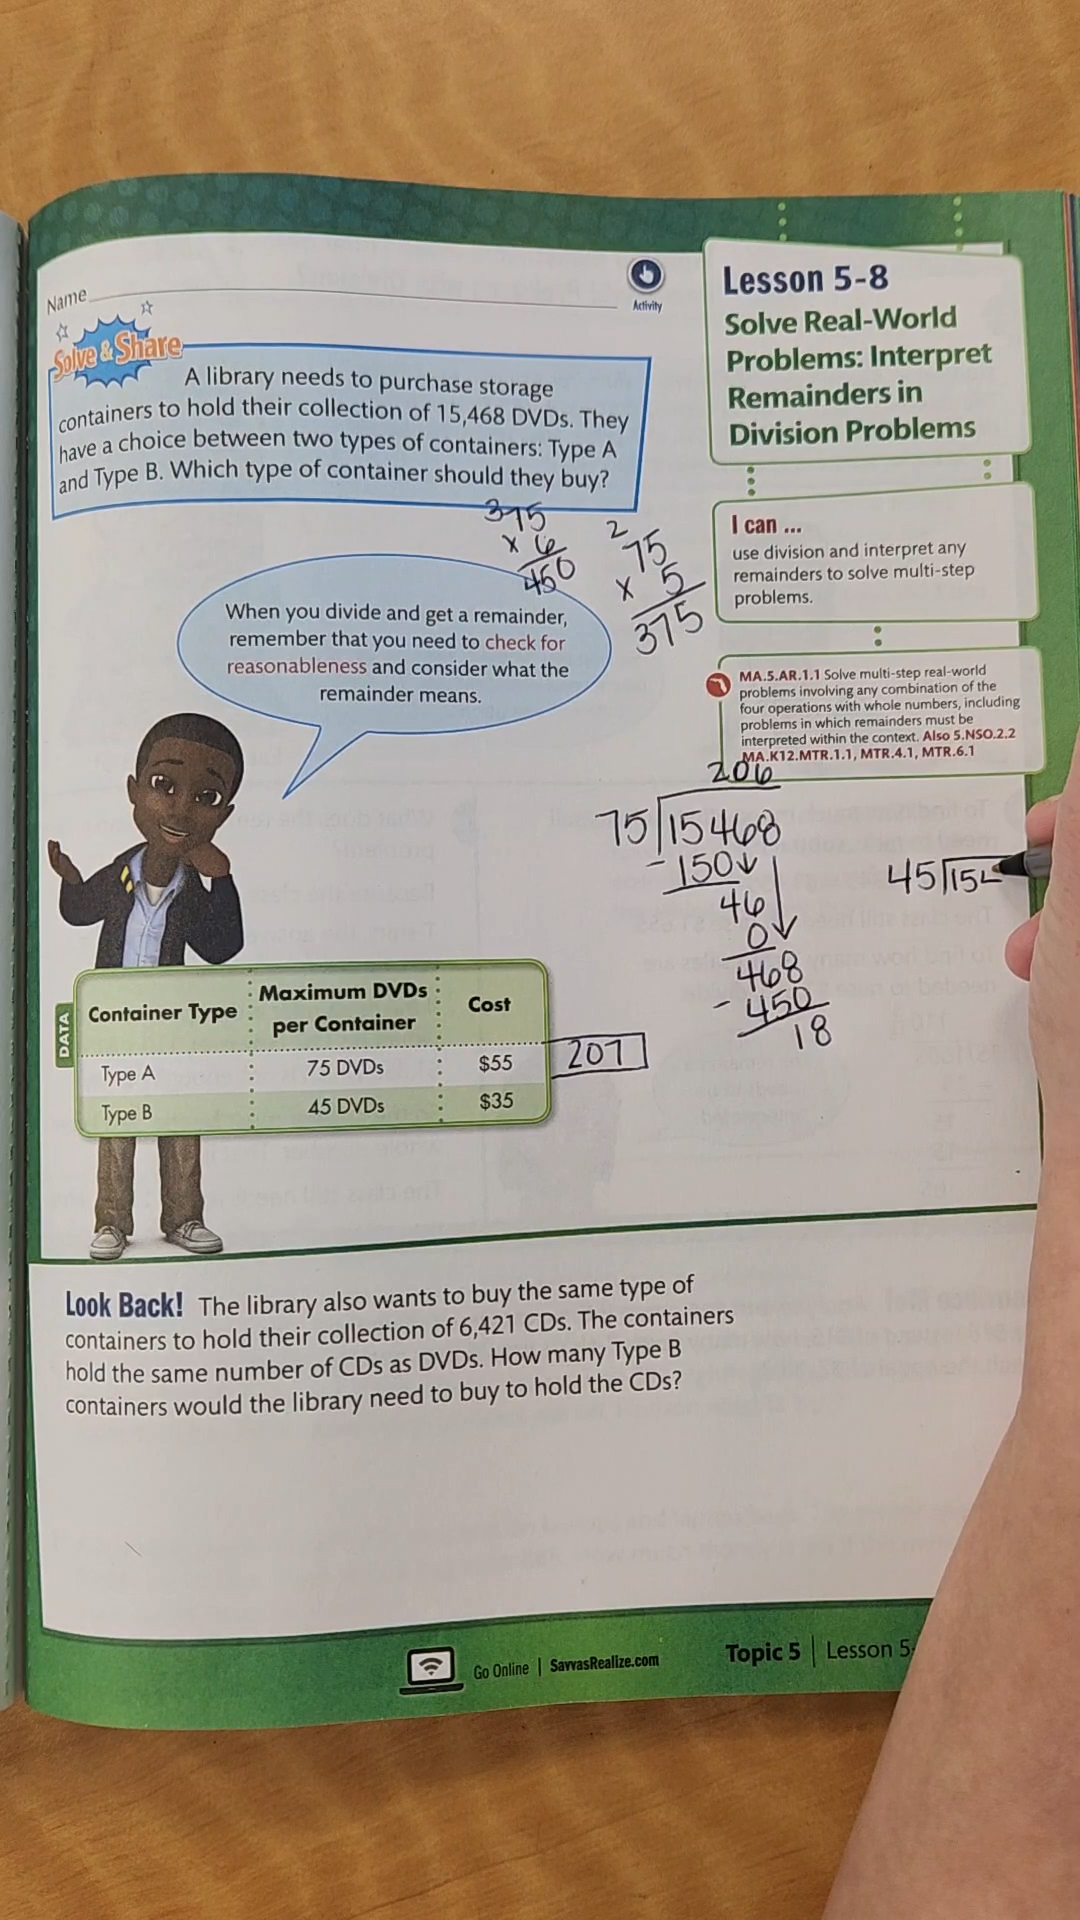 Name
Activity
Solve & Share
A library needs to purchase storage
containers to hold their collection of 15,468 DVDs. They
have a choice between two types of containers: Type A
and Type B. Which type of container should they buy?
Lesson 5-8
Solve Real-World
Problems: Interpret
Remainders in
Division Problems
I can ...
use division and interpret any
remainders to solve multi-step
problems.
MA.5.AR.1.1 Solve multi-step real-world
problems involving any combination of the
four operations with whole numbers, including
problems in which remainders must be
interpreted within the context. Also 5.NSO.2.2
MA.K12.MTR.1.1, MTR.4.1, MTR.6.1
3
75
x 6
450
2
75
x 5
375
When you divide and get a remainder,
remember that you need to check for
reasonableness and consider what the
remainder means.
206
75 15468
-150
46
0
468
- 450
18
45 154
DATA
Container Type
Maximum DVDs
per Container
Cost
Type A 75 DVDs $55
Type B 45 DVDs $35
207
Look Back! The library also wants to buy the same type of
containers to hold their collection of 6,421 CDs. The containers
hold the same number of CDs as DVDs. How many Type B
containers would the library need to buy to hold the CDs?
Go Online | SavvasRealize.com
Topic 5 | Lesson 5-